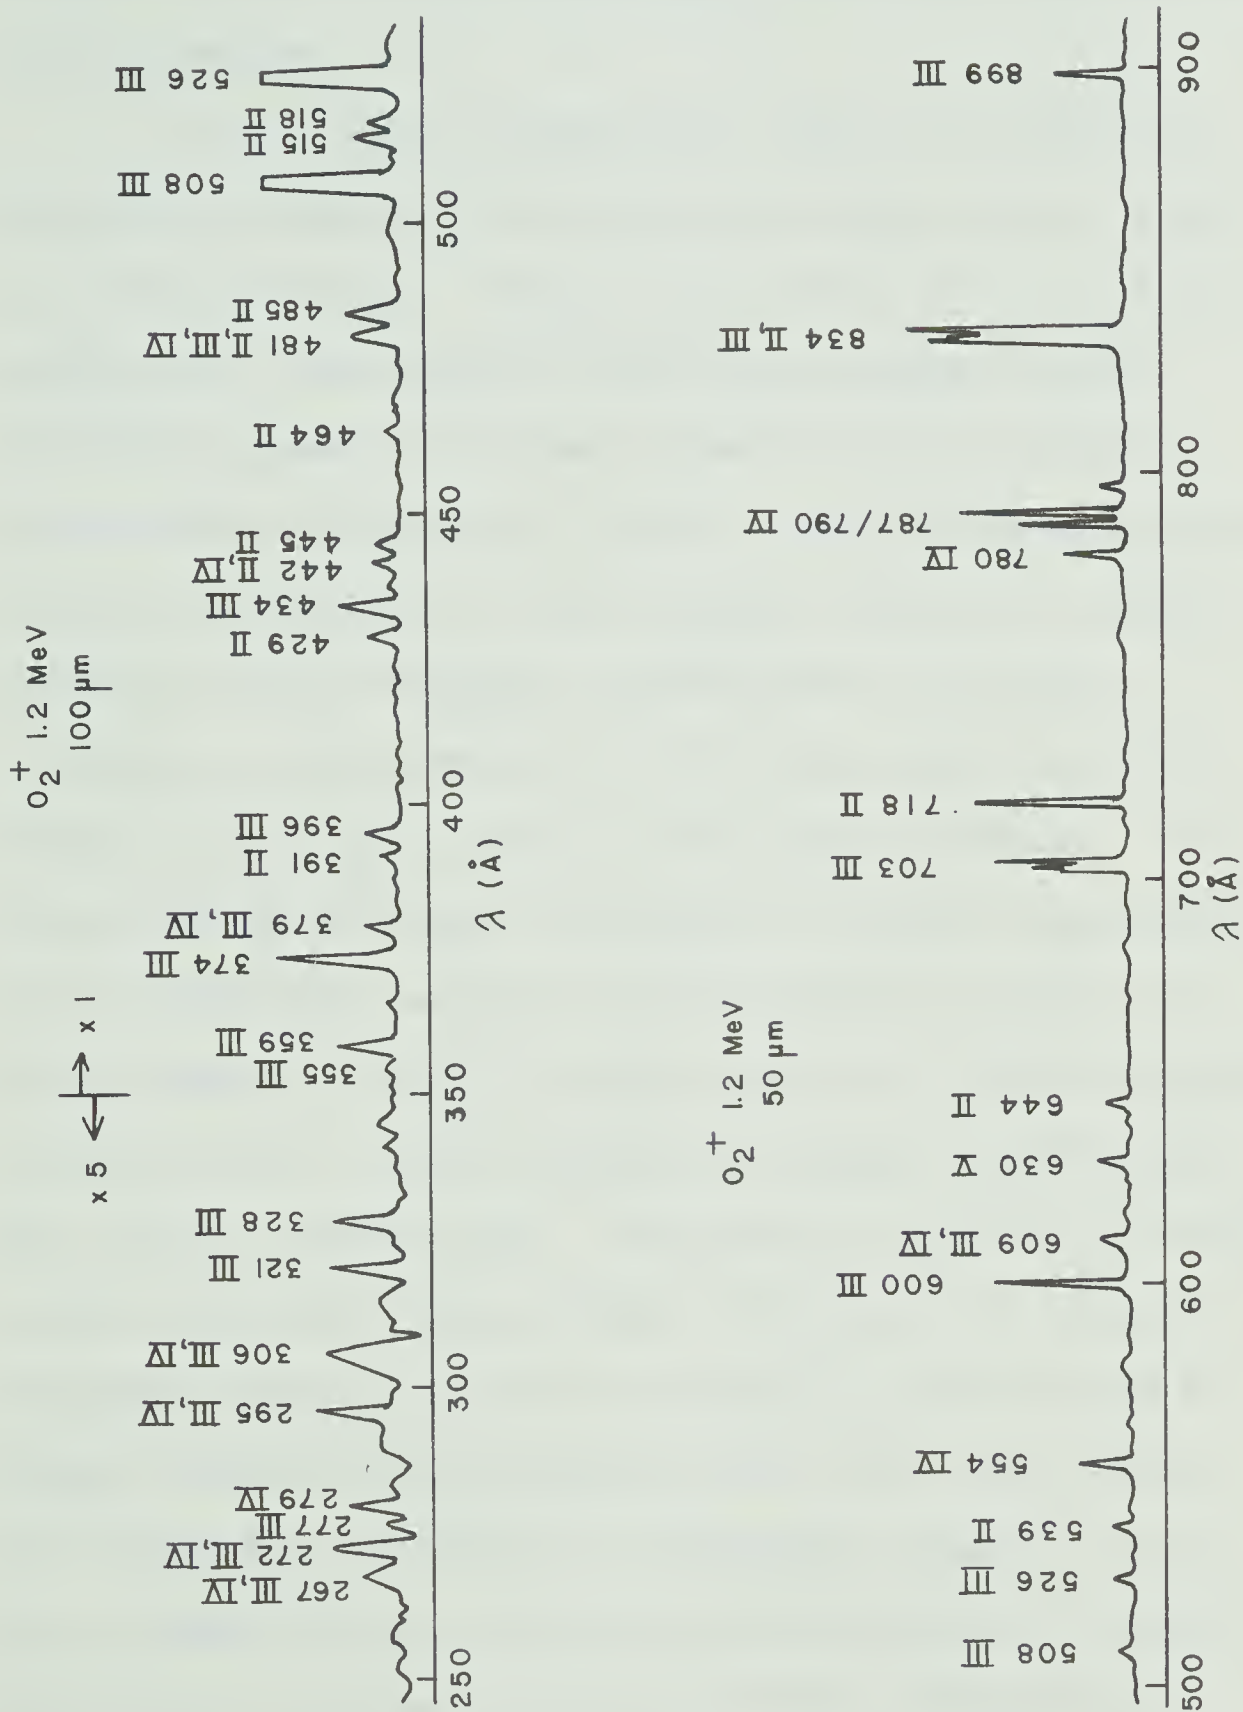 O₂⁺ 1.2 MeV
100 μm
x 5
x 1
267 III, IV
272 III, IV
277 III
279 IV
295 III, IV
306 III, IV
321 III
328 III
355 III
359 III
374 III
379 III, IV
391 II
396 III
429 II
434 III
442 II, IV
445 II
464 II
481 II, III, IV
485 II
508 III
515 II
518 II
526 III
250 300 350 400 450 500
λ (Å)
O₂⁺ 1.2 MeV
50 μm
508 III
526 III
539 II
554 IV
600 III
609 III, IV
630 V
644 II
703 III
718 II
780 IV
787/790 IV
834 II, III
899 III
500 600 700 800 900
λ (Å)